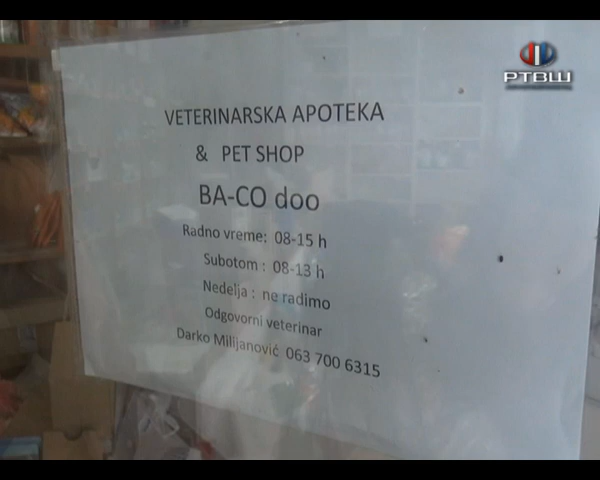 РТВШ
VETERINARSKA APOTEKA
& PET SHOP
BA-CO doo
Radno vreme: 08-15 h
Subotom : 08-13 h
Nedelja : ne radimo
Odgovorni veterinar
Darko Milijanović 063 700 6315